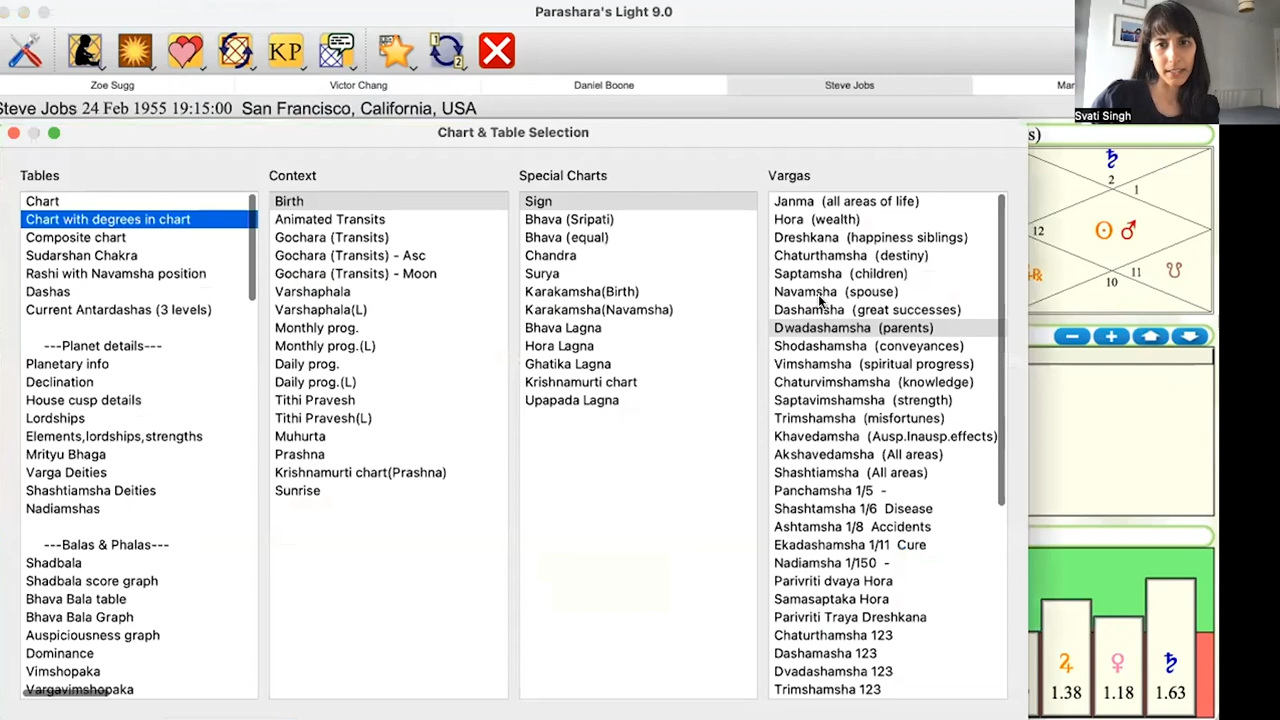 Parashara's Light 9.0
KP
1
2
Zoe Sugg
Victor Chang
Daniel Boone
Steve Jobs
Mar
Svati Singh
Steve Jobs 24 Feb 1955 19:15:00 San Francisco, California, USA
Chart & Table Selection
s)
Tables
Chart
Chart with degrees in chart
Composite chart
Sudarshan Chakra
Rashi with Navamsha position
Dashas
Current Antardashas (3 levels)
---Planet details---
Planetary info
Declination
House cusp details
Lordships
Elements,lordships,strengths
Mrityu Bhaga
Varga Deities
Shashtiamsha Deities
Nadiamshas
---Balas & Phalas---
Shadbala
Shadbala score graph
Bhava Bala table
Bhava Bala Graph
Auspiciousness graph
Dominance
Vimshopaka
Vargavimshopaka
Context
Birth
Animated Transits
Gochara (Transits)
Gochara (Transits) - Asc
Gochara (Transits) - Moon
Varshaphala
Varshaphala(L)
Monthly prog.
Monthly prog.(L)
Daily prog.
Daily prog.(L)
Tithi Pravesh
Tithi Pravesh(L)
Muhurta
Prashna
Krishnamurti chart(Prashna)
Sunrise
Special Charts
Sign
Bhava (Sripati)
Bhava (equal)
Chandra
Surya
Karakamsha(Birth)
Karakamsha(Navamsha)
Bhava Lagna
Hora Lagna
Ghatika Lagna
Krishnamurti chart
Upapada Lagna
Vargas
Janma (all areas of life)
Hora (wealth)
Dreshkana (happiness siblings)
Chaturthamsha (destiny)
Saptamsha (children)
Navamsha (spouse)
Dashamsha (great successes)
Dwadashamsha (parents)
Shodashamsha (conveyances)
Vimshamsha (spiritual progress)
Chaturvimshamsha (knowledge)
Saptavimshamsha (strength)
Trimshamsha (misfortunes)
Khavedamsha (Ausp.Inausp.effects)
Akshavedamsha (All areas)
Shashtiamsha (All areas)
Panchamsha 1/5 -
Shashtamsha 1/6 Disease
Ashtamsha 1/8 Accidents
Ekadashamsha 1/11 Cure
Nadiamsha 1/150 -
Parivriti dvaya Hora
Samasaptaka Hora
Parivriti Traya Dreshkana
Chaturthamsha 123
Dashamasa 123
Dvadashamsha 123
Trimshamsha 123
♄
2
1
12
☉ ♂
11
10
☋
♃
♀
♄
1.38
1.18
1.63